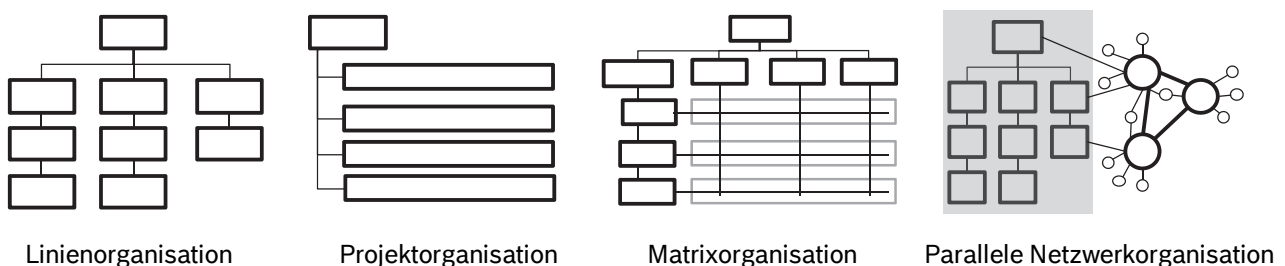 Linienorganisation
Projektorganisation
Matrixorganisation
Parallele Netzwerkorganisation